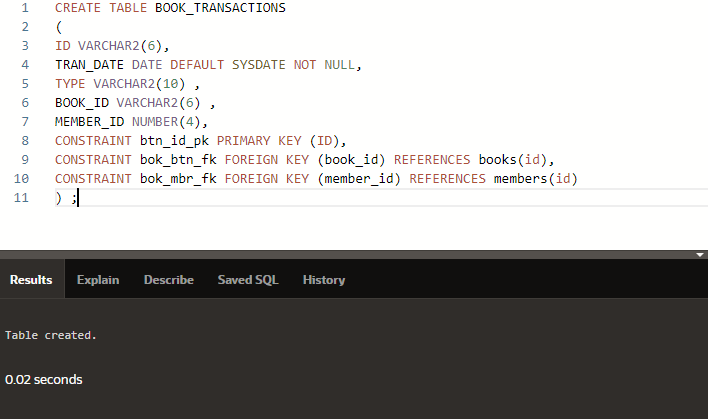 1 CREATE TABLE BOOK_TRANSACTIONS
2 (
3 ID VARCHAR2(6),
4 TRAN_DATE DATE DEFAULT SYSDATE NOT NULL,
5 TYPE VARCHAR2(10) ,
6 BOOK_ID VARCHAR2(6) ,
7 MEMBER_ID NUMBER(4),
8 CONSTRAINT btn_id_pk PRIMARY KEY (ID),
9 CONSTRAINT bok_btn_fk FOREIGN KEY (book_id) REFERENCES books(id),
10 CONSTRAINT bok_mbr_fk FOREIGN KEY (member_id) REFERENCES members(id)
11 ) ;
Results Explain Describe Saved SQL History
Table created.
0.02 seconds